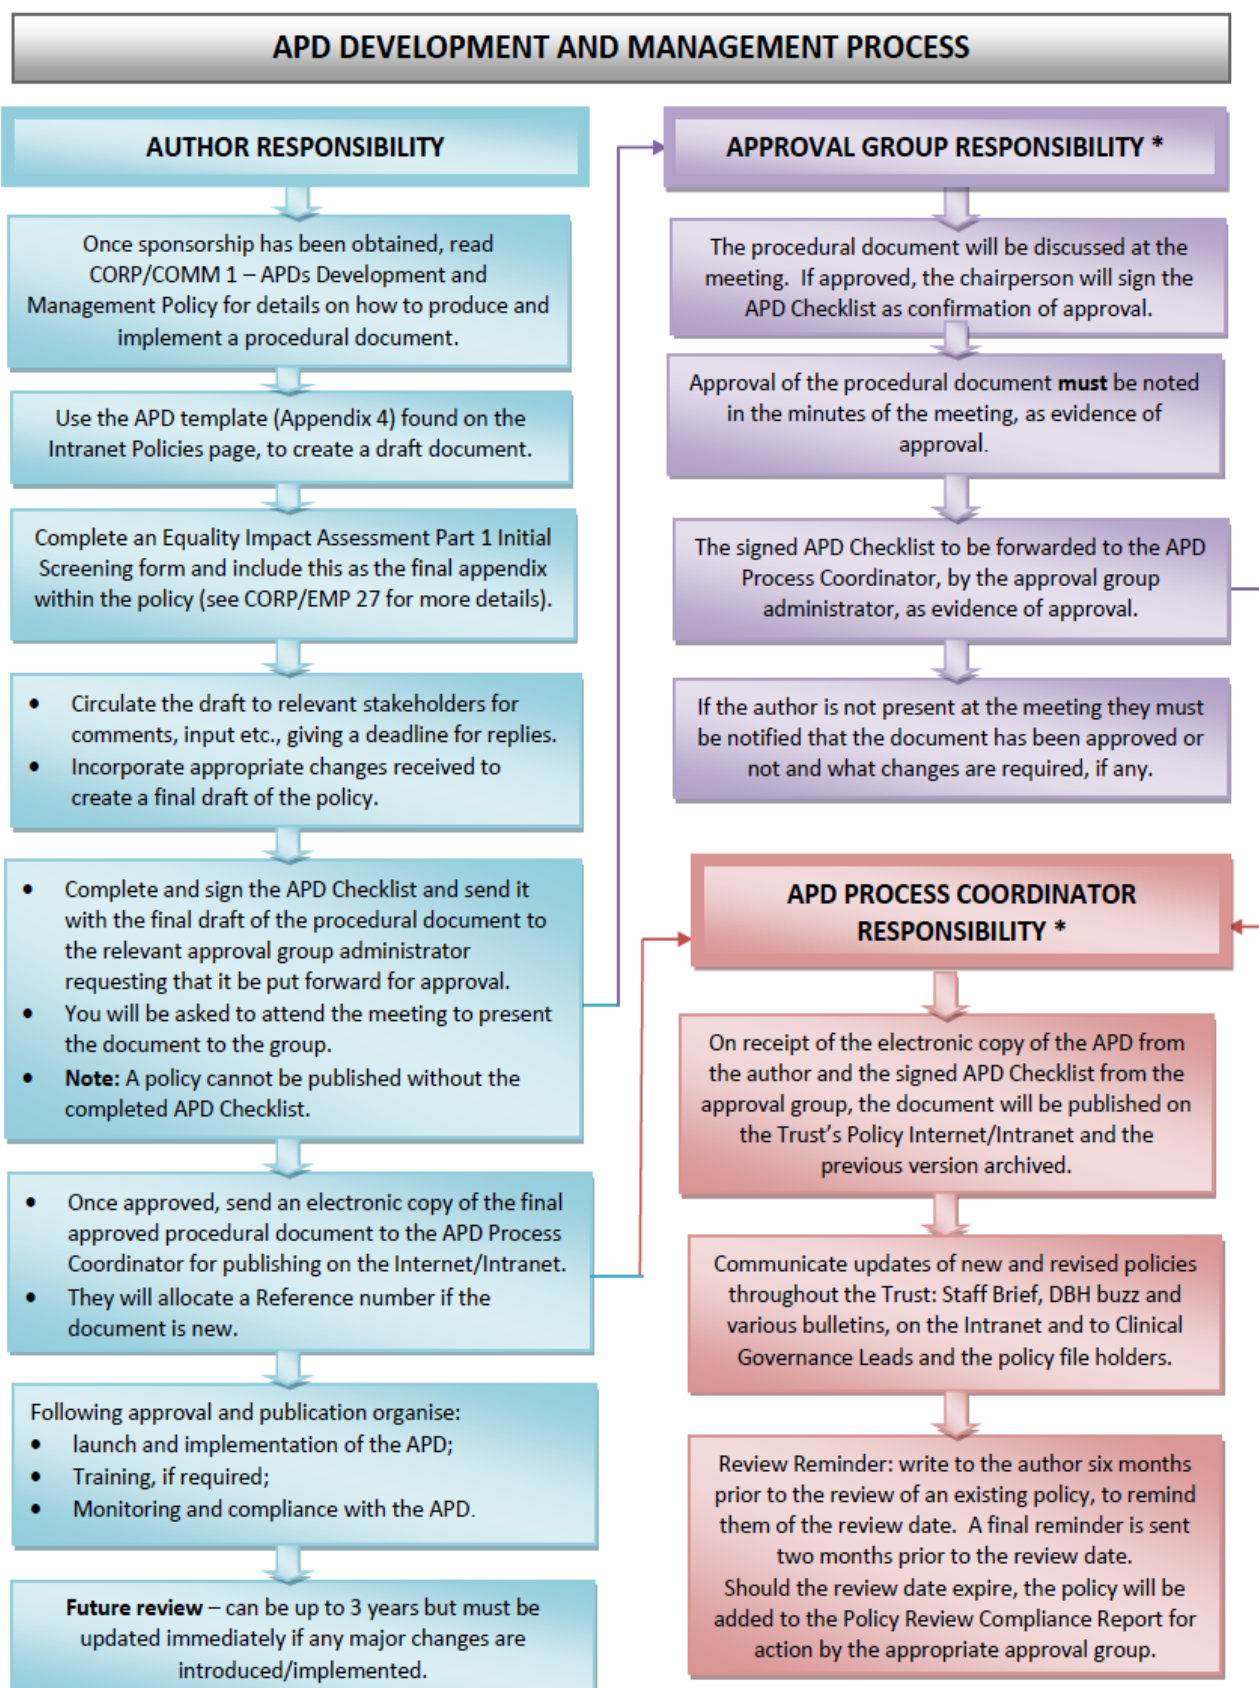 APD DEVELOPMENT AND MANAGEMENT PROCESS
AUTHOR RESPONSIBILITY
Once sponsorship has been obtained, read
CORP/COMM 1 – APDs Development and
Management Policy for details on how to produce and
implement a procedural document.
Use the APD template (Appendix 4) found on the
Intranet Policies page, to create a draft document.
Complete an Equality Impact Assessment Part 1 Initial
Screening form and include this as the final appendix
within the policy (see CORP/EMP 27 for more details).
• Circulate the draft to relevant stakeholders for
comments, input etc., giving a deadline for replies.
• Incorporate appropriate changes received to
create a final draft of the policy.
• Complete and sign the APD Checklist and send it
with the final draft of the procedural document to
the relevant approval group administrator
requesting that it be put forward for approval.
• You will be asked to attend the meeting to present
the document to the group.
• Note: A policy cannot be published without the
completed APD Checklist.
• Once approved, send an electronic copy of the final
approved procedural document to the APD Process
Coordinator for publishing on the Internet/Intranet.
• They will allocate a Reference number if the
document is new.
Following approval and publication organise:
• launch and implementation of the APD;
• Training, if required;
• Monitoring and compliance with the APD.
Future review – can be up to 3 years but must be
updated immediately if any major changes are
introduced/implemented.
APPROVAL GROUP RESPONSIBILITY *
The procedural document will be discussed at the
meeting. If approved, the chairperson will sign the
APD Checklist as confirmation of approval.
Approval of the procedural document must be noted
in the minutes of the meeting, as evidence of
approval.
The signed APD Checklist to be forwarded to the APD
Process Coordinator, by the approval group
administrator, as evidence of approval.
If the author is not present at the meeting they must
be notified that the document has been approved or
not and what changes are required, if any.
APD PROCESS COORDINATOR
RESPONSIBILITY *
On receipt of the electronic copy of the APD from
the author and the signed APD Checklist from the
approval group, the document will be published on
the Trust's Policy Internet/Intranet and the
previous version archived.
Communicate updates of new and revised policies
throughout the Trust: Staff Brief, DBH buzz and
various bulletins, on the Intranet and to Clinical
Governance Leads and the policy file holders.
Review Reminder: write to the author six months
prior to the review of an existing policy, to remind
them of the review date. A final reminder is sent
two months prior to the review date.
Should the review date expire, the policy will be
added to the Policy Review Compliance Report for
action by the appropriate approval group.